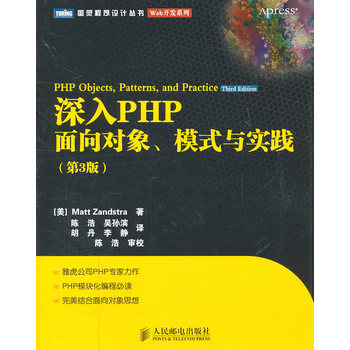 TURING 图灵程序设计丛书 Web开发系列
Apress®
PHP Objects, Patterns, and Practice Third Edition
深入PHP
面向对象、模式与实践
(第3版)
[美] Matt Zandstra 著
陈浩 吴孙滨
胡丹 李静 译
陈浩 审校
雅虎公司PHP专家力作
PHP模块化编程必读
完美结合面向对象思想
人民邮电出版社
POSTS & TELECOM PRESS